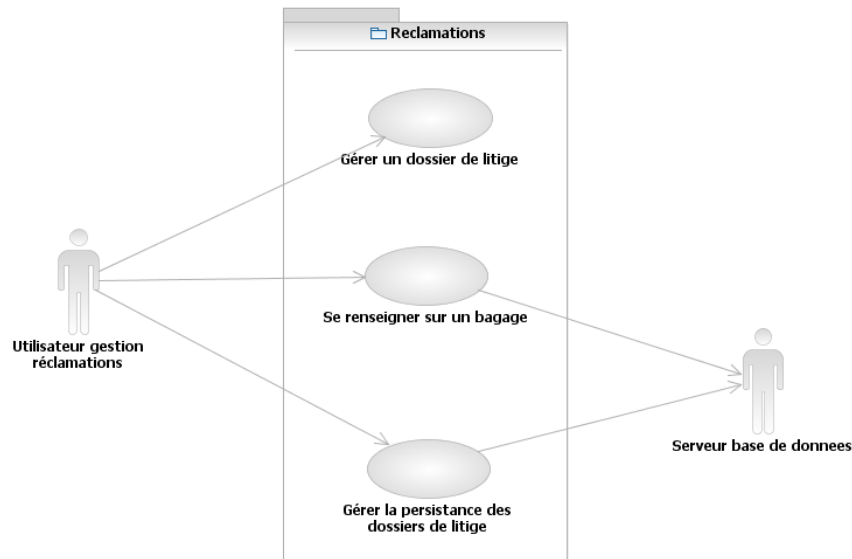 Reclamations
Gérer un dossier de litige
Se renseigner sur un bagage
Utilisateur gestion
réclamations
Serveur base de donnees
Gérer la persistance des
dossiers de litige